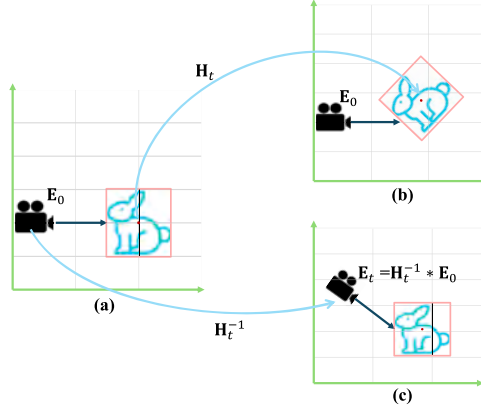 H_t
E_0
(b)
E_0
(a)
E_t =H_t^{-1} * E_0
H_t^{-1}
(c)